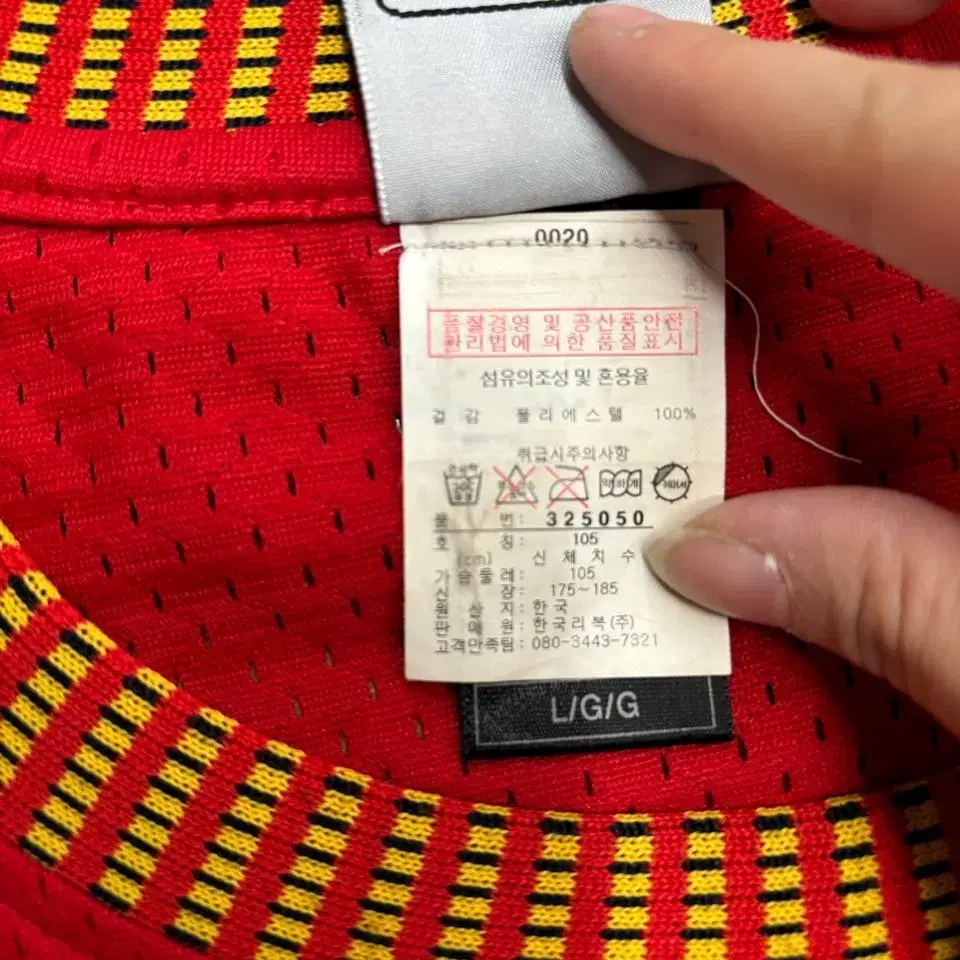 0020
품질경영 및 공산품안전
관리법에 의한 품질표시
섬유의조성 및 혼용율
겉 감 폴리에스텔 100%
취급시주의사항
약하게
품 번: 325050
호 칭: 105
(cm) 신 체 치 수
가 슴 둘 레: 105
신 장: 175~185
원 산 지: 한국
판 매 원: 한국리복(주)
고객만족팀: 080-3443-7321
L/G/G